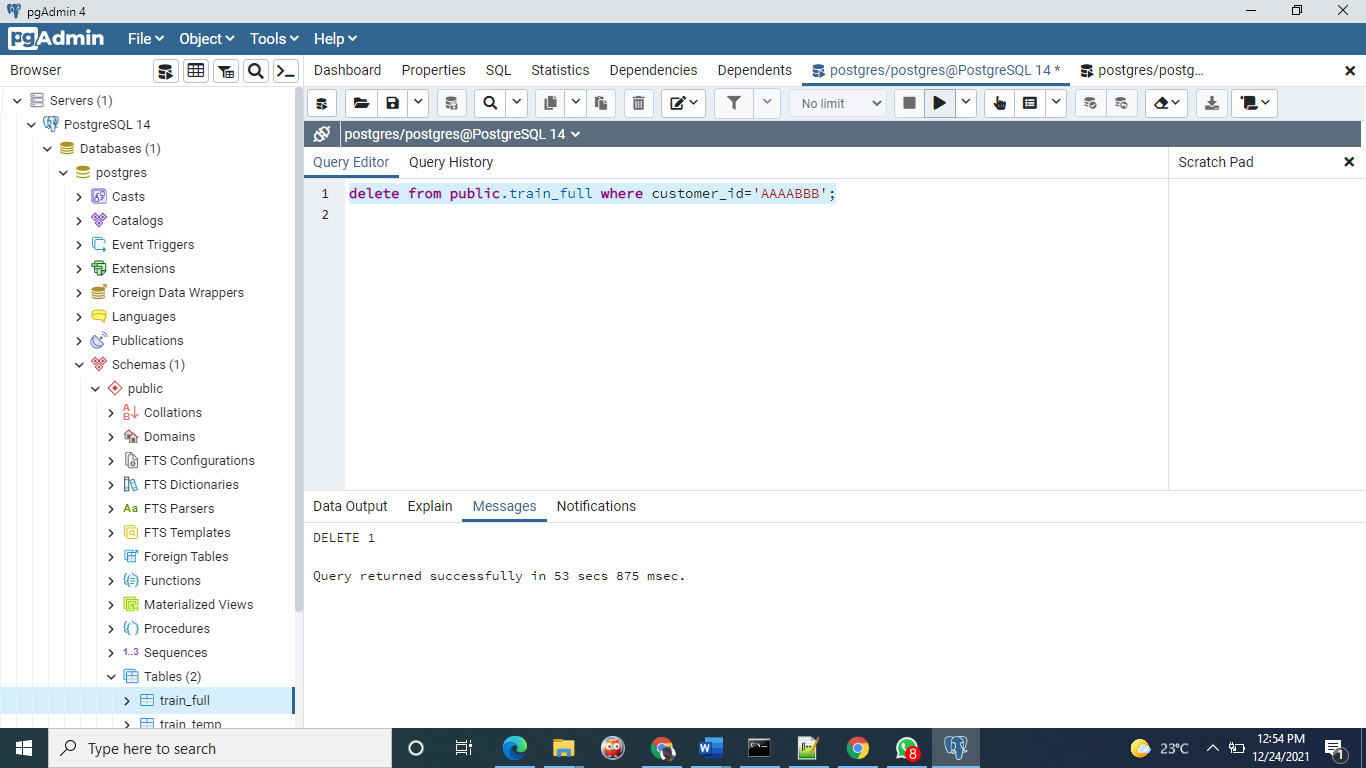 pgAdmin 4
pgAdmin File Object Tools Help
Browser
Dashboard Properties SQL Statistics Dependencies Dependents postgres/postgres@PostgreSQL 14 * postgres/postg...
No limit
postgres/postgres@PostgreSQL 14
Query Editor Query History
Scratch Pad
1 delete from public.train_full where customer_id='AAAABBB';
2
Servers (1)
PostgreSQL 14
Databases (1)
postgres
Casts
Catalogs
Event Triggers
Extensions
Foreign Data Wrappers
Languages
Publications
Schemas (1)
public
Collations
Domains
FTS Configurations
FTS Dictionaries
Aa FTS Parsers
FTS Templates
Foreign Tables
Functions
Materialized Views
Procedures
1..3 Sequences
Tables (2)
train_full
train_temp
Data Output Explain Messages Notifications
DELETE 1
Query returned successfully in 53 secs 875 msec.
Type here to search
8
23°C
12:54 PM
12/24/2021
1